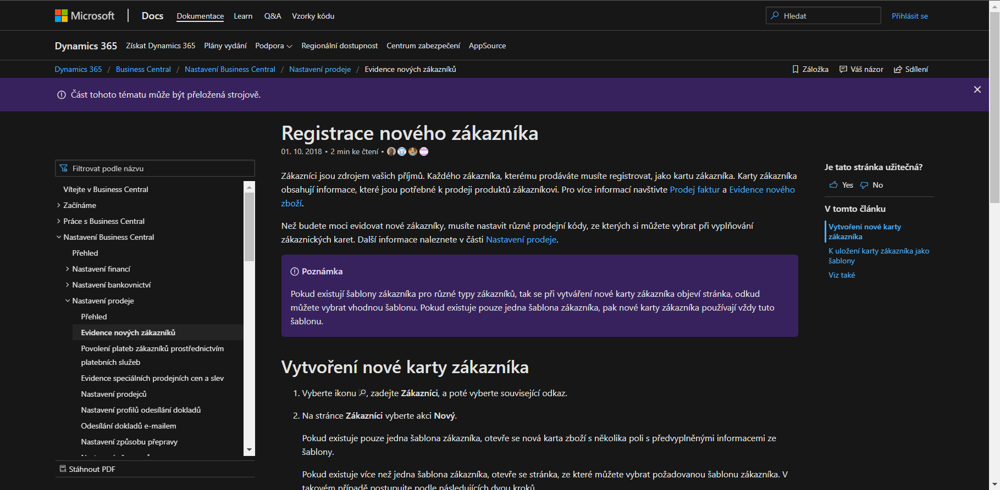 Microsoft
Docs
Dokumentace
Learn
Q&A
Vzorky kódu
Hledat
Přihlásit se
Dynamics 365
Získat Dynamics 365
Plány vydání
Podpora
Regionální dostupnost
Centrum zabezpečení
AppSource
Dynamics 365 / Business Central / Nastavení Business Central / Nastavení prodeje / Evidence nových zákazníků
Záložka
Váš názor
Sdílení
Část tohoto tématu může být přeložená strojově.
Filtrovat podle názvu
Vítejte v Business Central
Začínáme
Práce s Business Central
Nastavení Business Central
Přehled
Nastavení financí
Nastavení bankovnictví
Nastavení prodeje
Přehled
Evidence nových zákazníků
Povolení plateb zákazníků prostřednictvím
platebních služeb
Evidence speciálních prodejních cen a slev
Nastavení prodejců
Nastavení profilů odesílání dokladů
Odesílání dokladů e-mailem
Nastavení způsobu přepravy
Stáhnout PDF
Registrace nového zákazníka
01. 10. 2018 • 2 min ke čtení •
Zákazníci jsou zdrojem vašich příjmů. Každého zákazníka, kterému prodáváte musíte registrovat, jako kartu zákazníka. Karty zákazníka
obsahují informace, které jsou potřebné k prodeji produktů zákazníkovi. Pro více informací navštivte Prodej faktur a Evidence nového
zboží.
Než budete moci evidovat nové zákazníky, musíte nastavit různé prodejní kódy, ze kterých si můžete vybrat při vyplňování
zákaznických karet. Další informace naleznete v části Nastavení prodeje.
Poznámka
Pokud existují šablony zákazníka pro různé typy zákazníků, tak se při vytváření nové karty zákazníka objeví stránka, odkud
můžete vybrat vhodnou šablonu. Pokud existuje pouze jedna šablona zákazníka, pak nové karty zákazníka používají vždy tuto
šablonu.
Vytvoření nové karty zákazníka
1. Vyberte ikonu , zadejte Zákazníci, a poté vyberte související odkaz.
2. Na stránce Zákazníci vyberte akci Nový.
Pokud existuje pouze jedna šablona zákazníka, otevře se nová karta zboží s několika poli s předvyplněnými informacemi ze
šablony.
Pokud existuje více než jedna šablona zákazníka, otevře se stránka, ze které můžete vybrat požadovanou šablonu zákazníka. V
takovém případě postupujte podle následujících dvou kroků
Je tato stránka užitečná?
Yes
No
V tomto článku
Vytvoření nové karty
zákazníka
K uložení karty zákazníka jako
šablony
Viz také